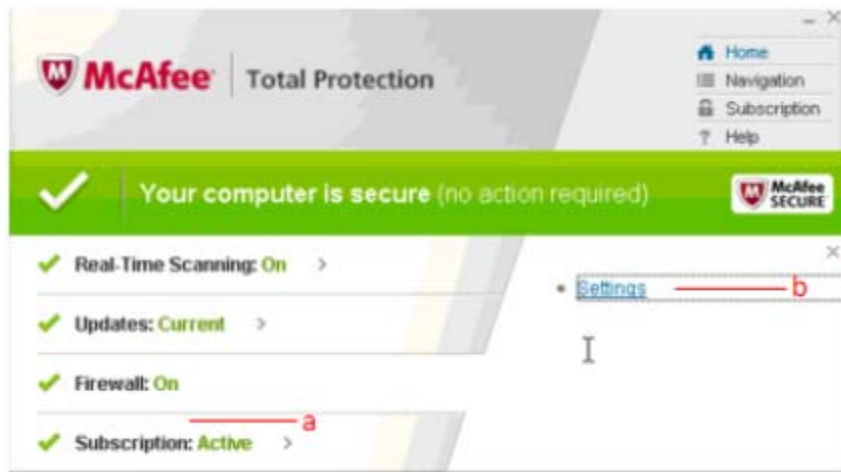 McAfee Total Protection
Home
Navigation
Subscription
? Help
Your computer is secure (no action required)
McAfee SECURE
Real-Time Scanning: On >
Updates: Current >
Firewall: On
Subscription: Active >
a
• Settings
b